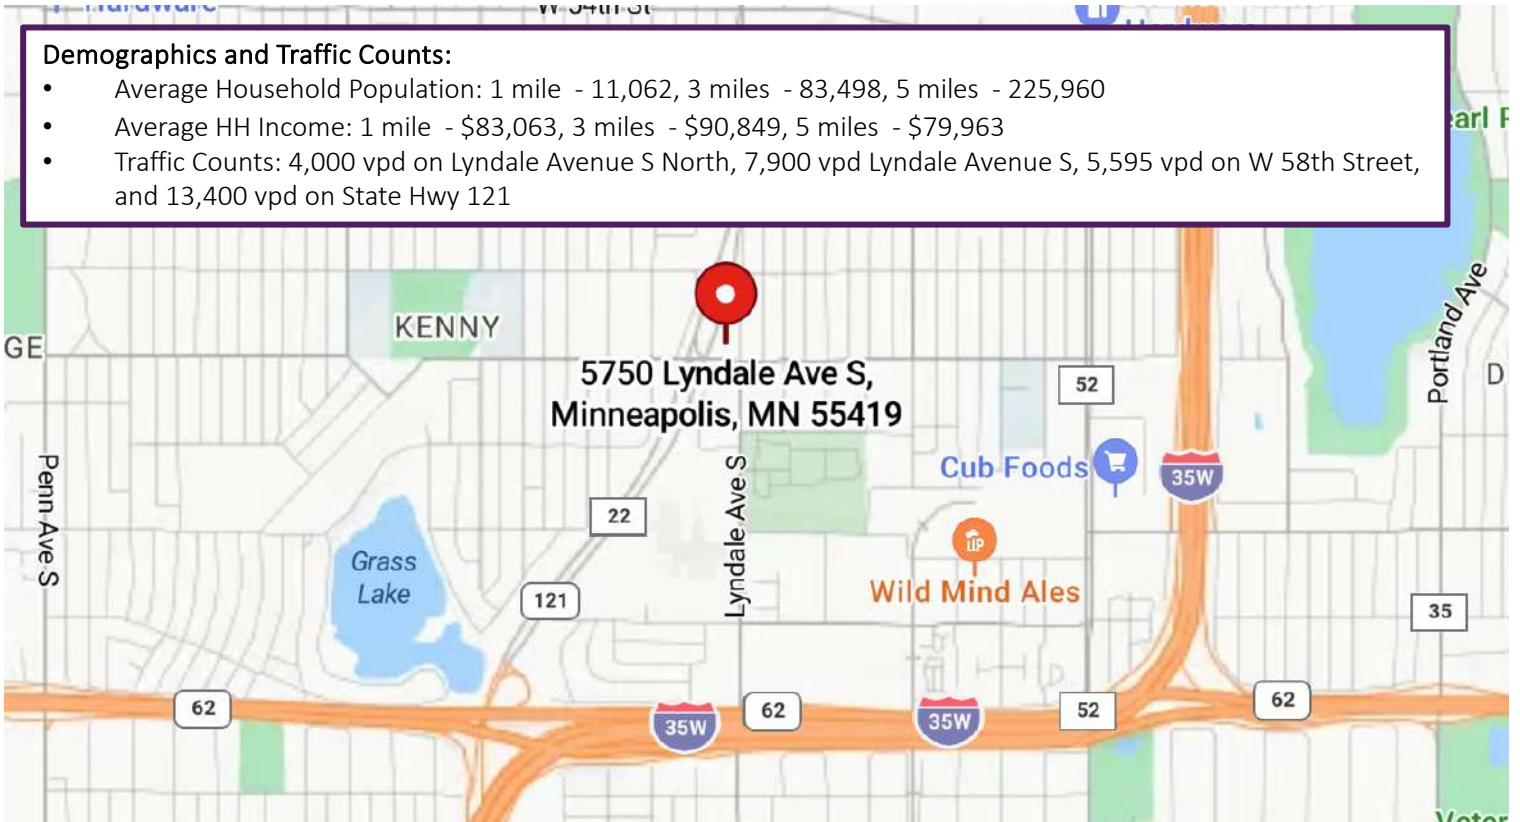 W 54th St
Demographics and Traffic Counts:
• Average Household Population: 1 mile - 11,062, 3 miles - 83,498, 5 miles - 225,960
• Average HH Income: 1 mile - $83,063, 3 miles - $90,849, 5 miles - $79,963
• Traffic Counts: 4,000 vpd on Lyndale Avenue S North, 7,900 vpd Lyndale Avenue S, 5,595 vpd on W 58th Street,
and 13,400 vpd on State Hwy 121
earl
KENNY
GE
Portland Ave
5750 Lyndale Ave S,
Minneapolis, MN 55419
52
D
Penn Ave S
Lyndale Ave S
Cub Foods
35W
22
Grass
Lake
Wild Mind Ales
121
35
62
35W
62
35W
52
62